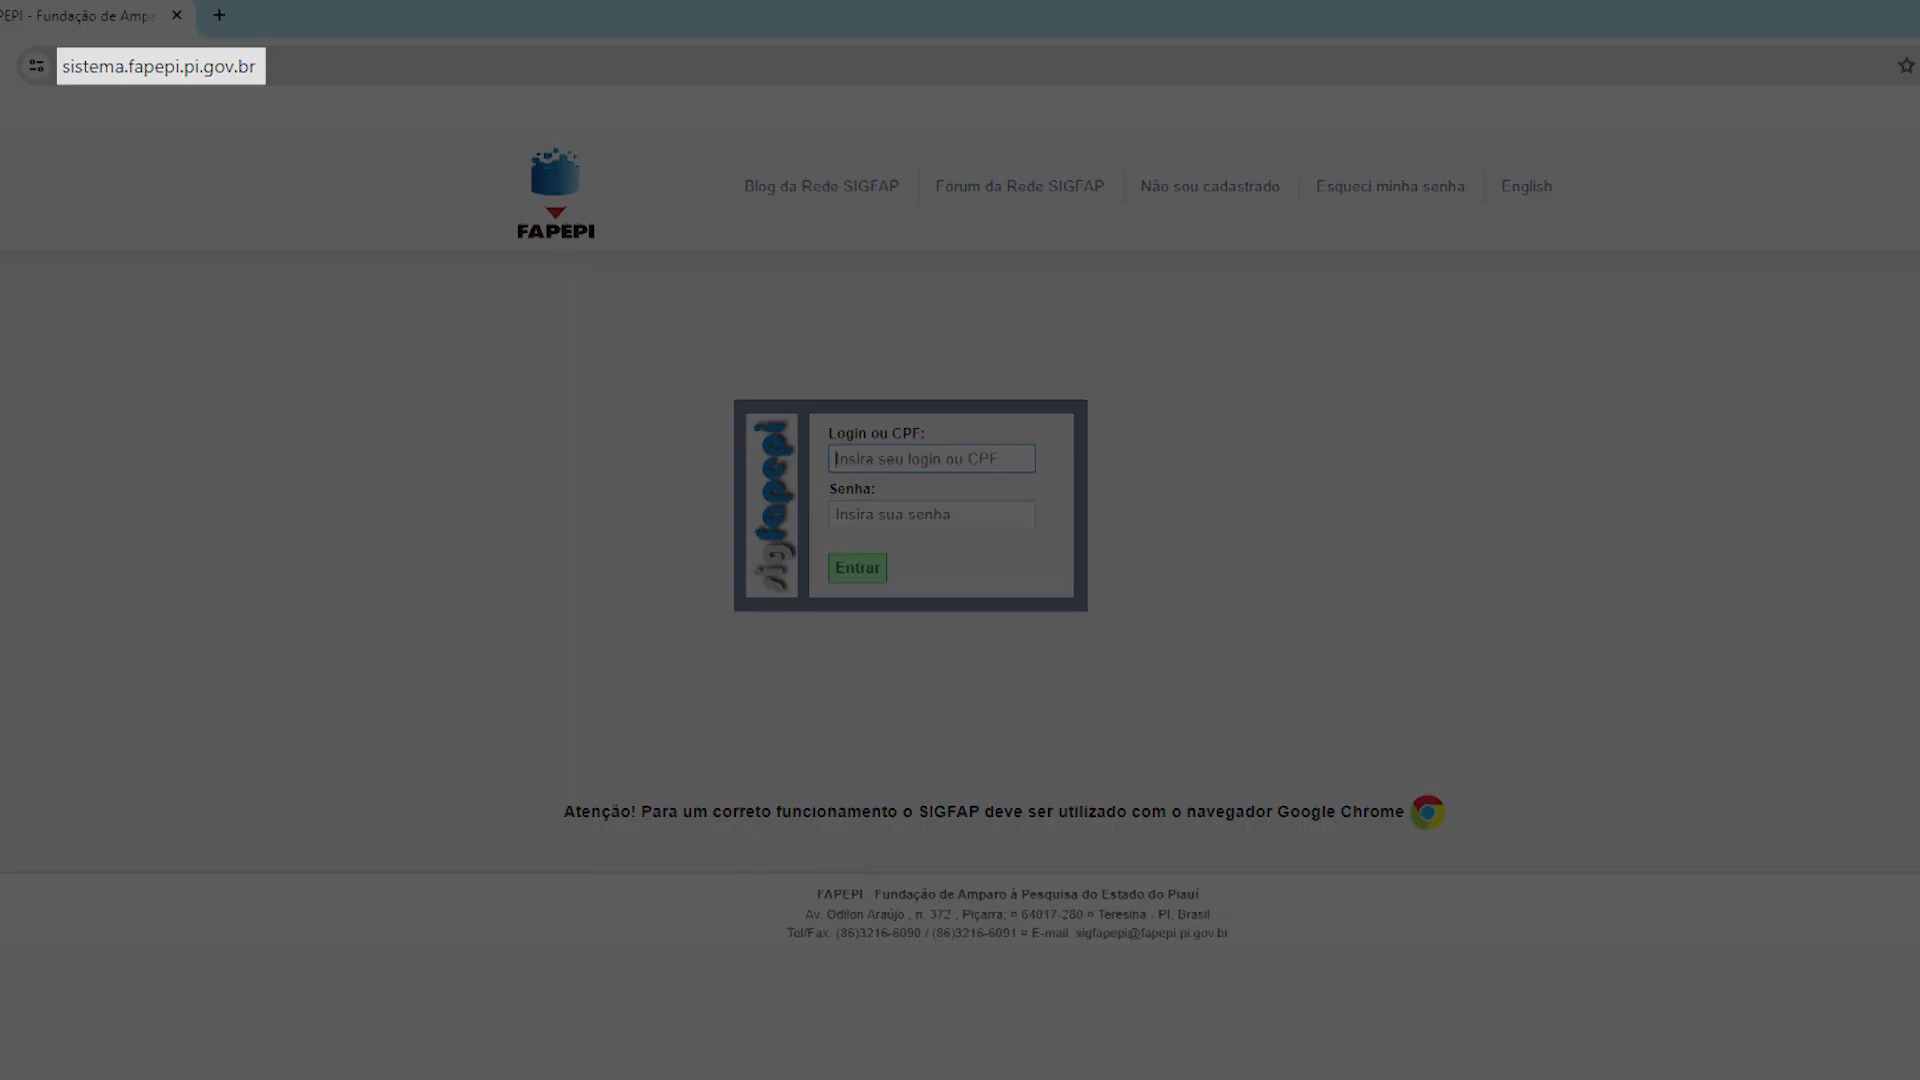 PEPI - Fundação de Amp
sistema.fapepi.pi.gov.br
FAPEPI
Blog da Rede SIGFAP
Fórum da Rede SIGFAP
Não sou cadastrado
Esqueci minha senha
English
sigfapepi
Login ou CPF:
Insira seu login ou CPF
Senha:
Insira sua senha
Entrar
Atenção! Para um correto funcionamento o SIGFAP deve ser utilizado com o navegador Google Chrome
FAPEPI - Fundação de Amparo à Pesquisa do Estado do Piauí
Av. Odilon Araújo , n. 372 , Piçarra; ¤ 64017-280 ¤ Teresina - PI, Brasil
Tel/Fax: (86)3216-6090 / (86)3216-6091 ¤ E-mail: sigfapepi@fapepi.pi.gov.br